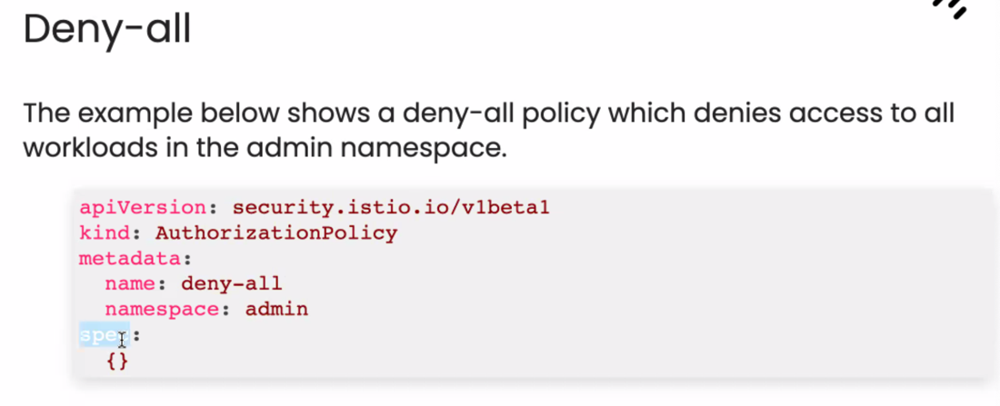 Deny-all
The example below shows a deny-all policy which denies access to all
workloads in the admin namespace.
apiVersion: security.istio.io/v1beta1
kind: AuthorizationPolicy
metadata:
  name: deny-all
  namespace: admin
spec:
  {}